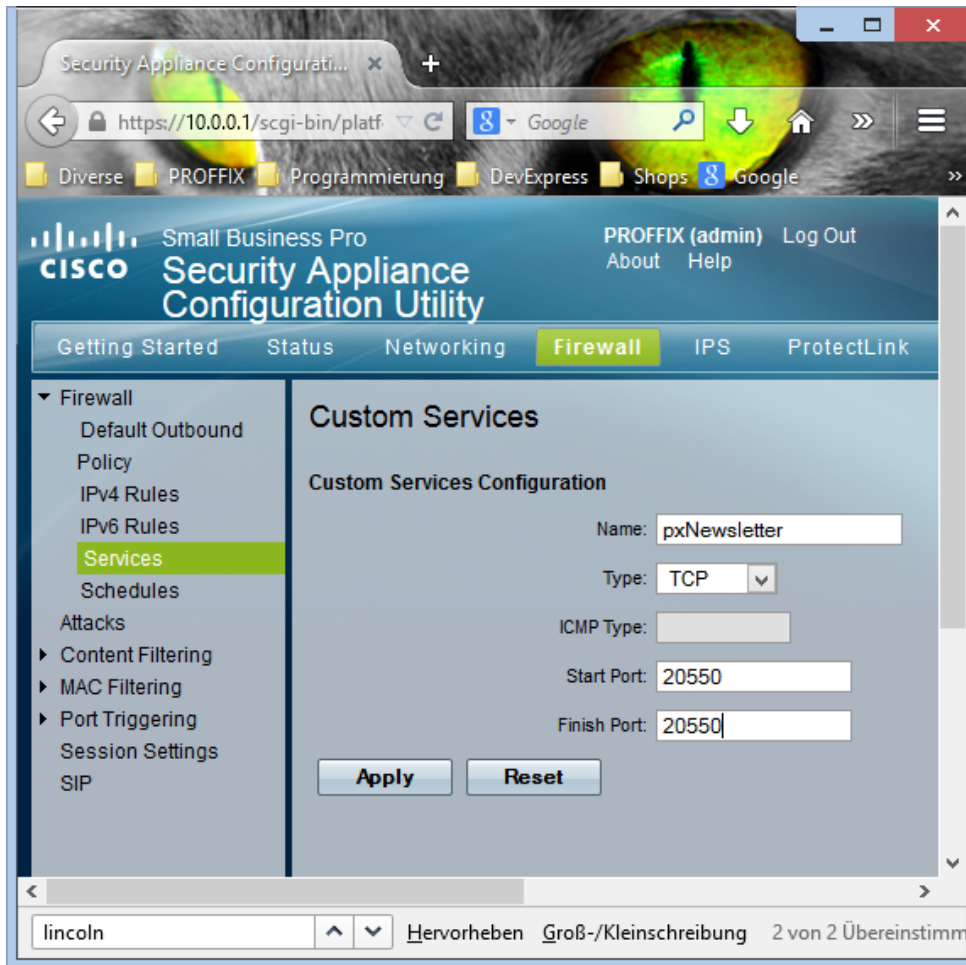 Security Appliance Configurati...
https://10.0.0.1/scgi-bin/platf
Google
Diverse PROFFIX Programmierung DevExpress Shops Google
CISCO
Small Business Pro
Security Appliance
Configuration Utility
PROFFIX (admin) Log Out
About Help
Getting Started Status Networking Firewall IPS ProtectLink
Firewall
Default Outbound
Policy
IPv4 Rules
IPv6 Rules
Services
Schedules
Attacks
Content Filtering
MAC Filtering
Port Triggering
Session Settings
SIP
Custom Services
Custom Services Configuration
Name: pxNewsletter
Type: TCP
ICMP Type:
Start Port: 20550
Finish Port: 20550
Apply Reset
lincoln
Hervorheben Groß-/Kleinschreibung 2 von 2 Übereinstimm